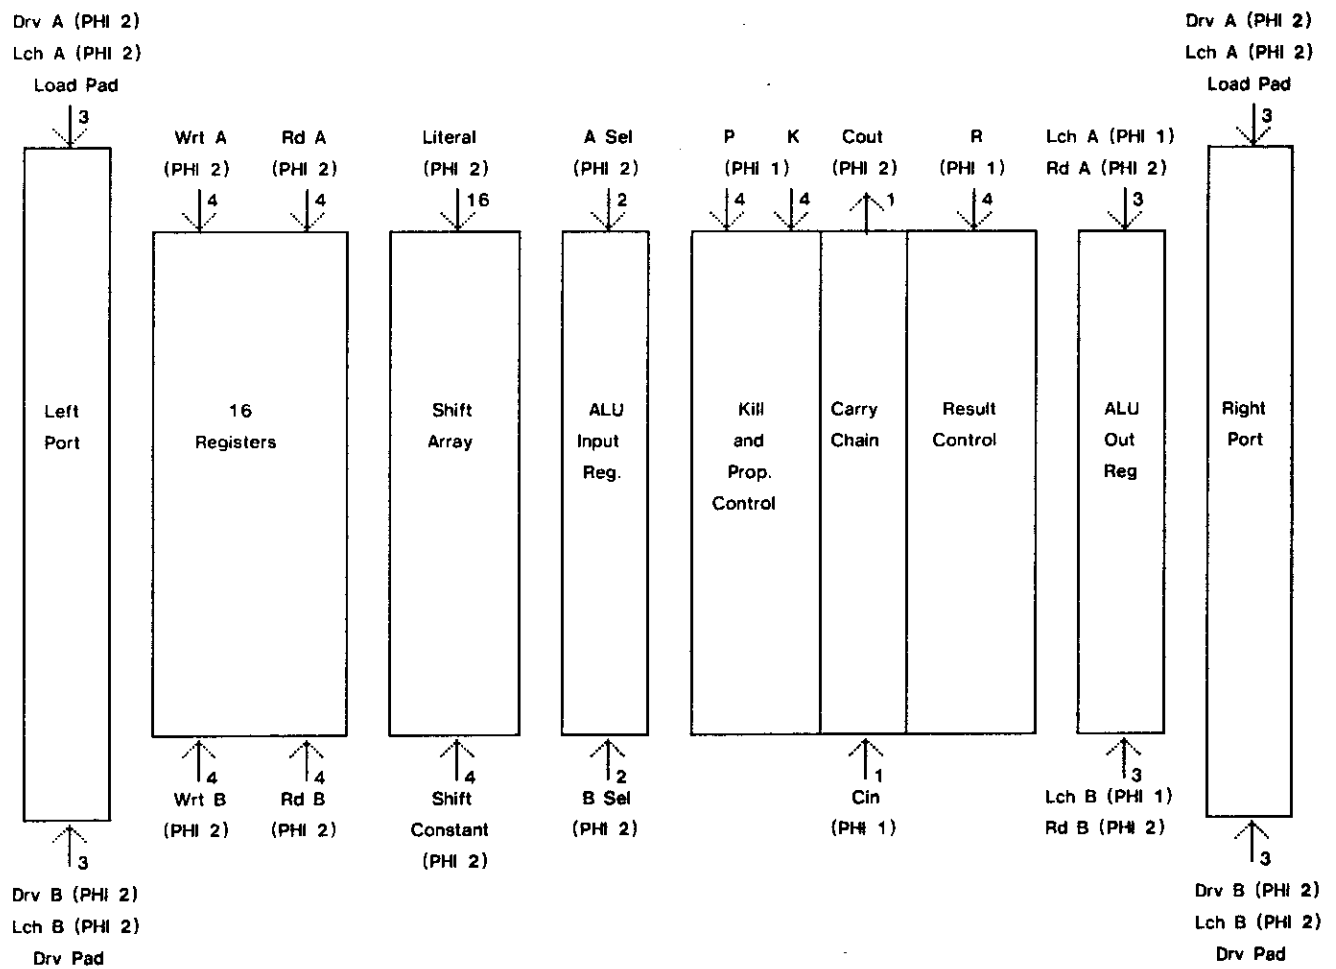 Drv A (PHI 2)
Lch A (PHI 2)
Load Pad
3
Drv A (PHI 2)
Lch A (PHI 2)
Load Pad
3
Wrt A
(PHI 2)
4
Rd A
(PHI 2)
4
Literal
(PHI 2)
16
A Sel
(PHI 2)
2
P K
(PHI 1)
4 4
Cout
(PHI 2)
1
R
(PHI 1)
4
Lch A (PHI 1)
Rd A (PHI 2)
3
Left
Port
16
Registers
Shift
Array
ALU
Input
Reg.
Kill
and
Prop.
Control
Carry
Chain
Result
Control
ALU
Out
Reg
Right
Port
4
Wrt B
(PHI 2)
4
Rd B
(PHI 2)
4
Shift
Constant
(PHI 2)
2
B Sel
(PHI 2)
1
Cin
(PHI 1)
3
Lch B (PHI 1)
Rd B (PHI 2)
3
Drv B (PHI 2)
Lch B (PHI 2)
Drv Pad
3
Drv B (PHI 2)
Lch B (PHI 2)
Drv Pad